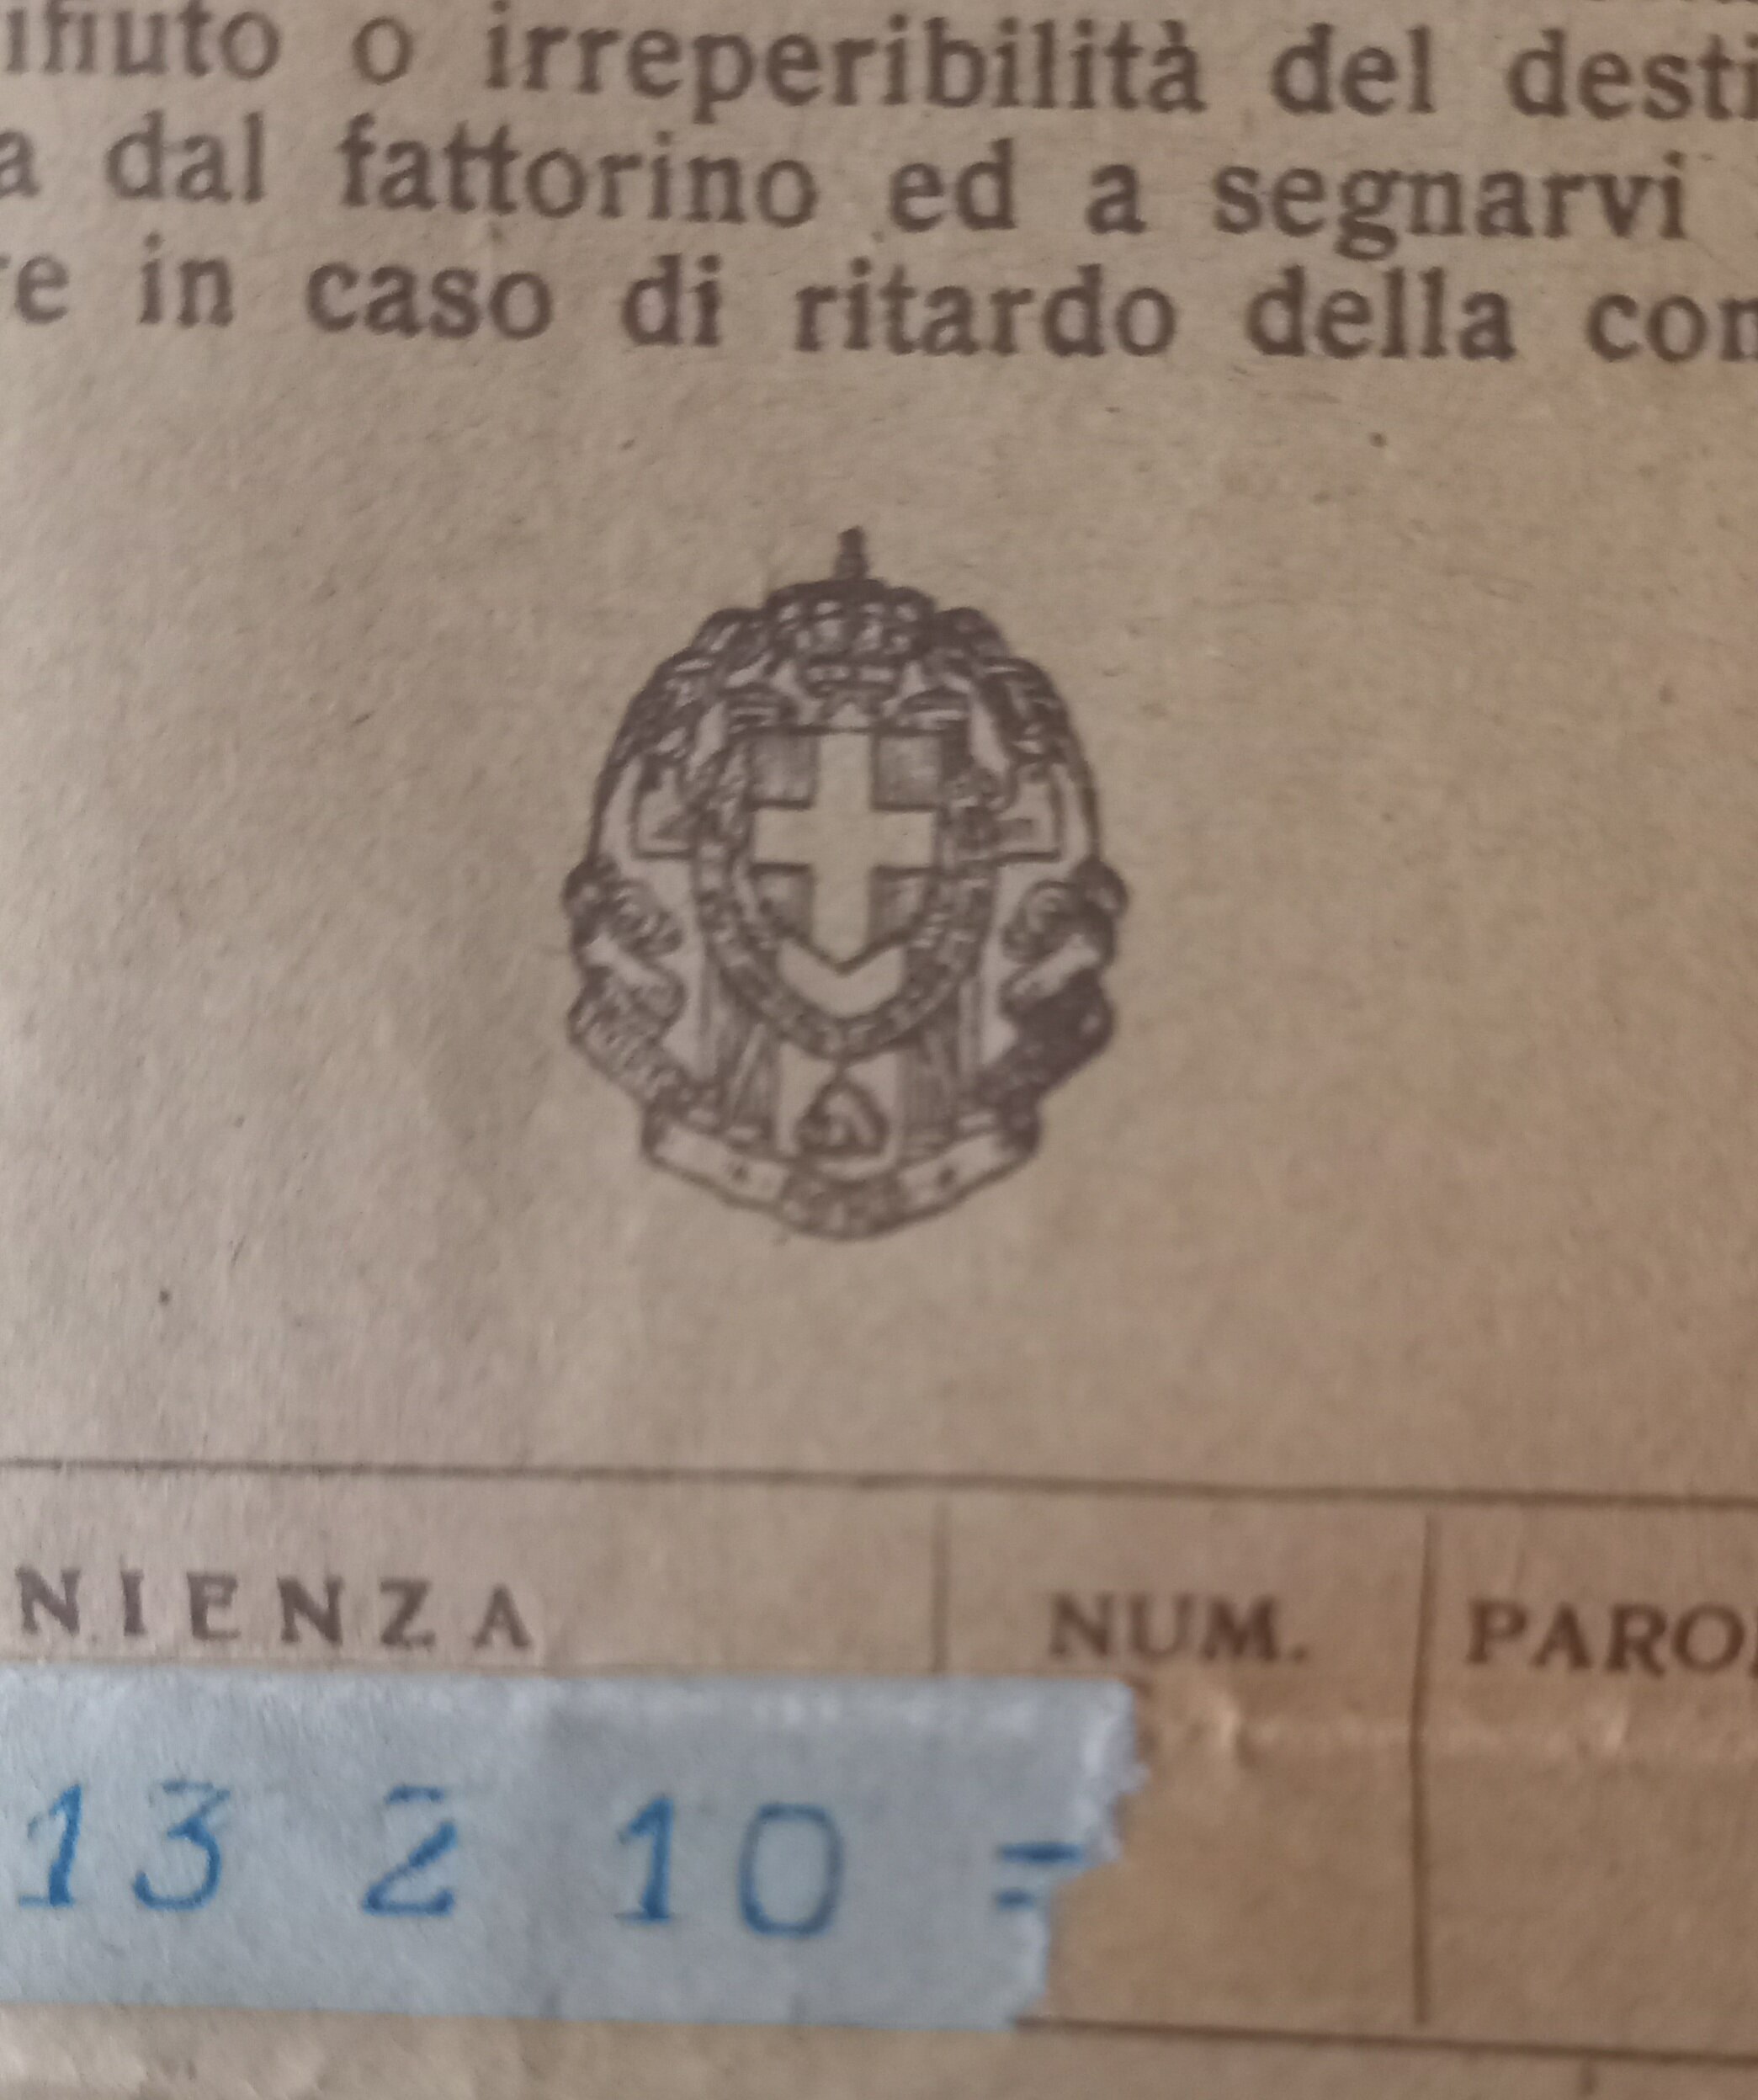 ifiuto o irreperibilità del desti
a dal fattorino ed a segnarvi
re in caso di ritardo della con
NIENZA NUM. PAROL
13 2 10 =